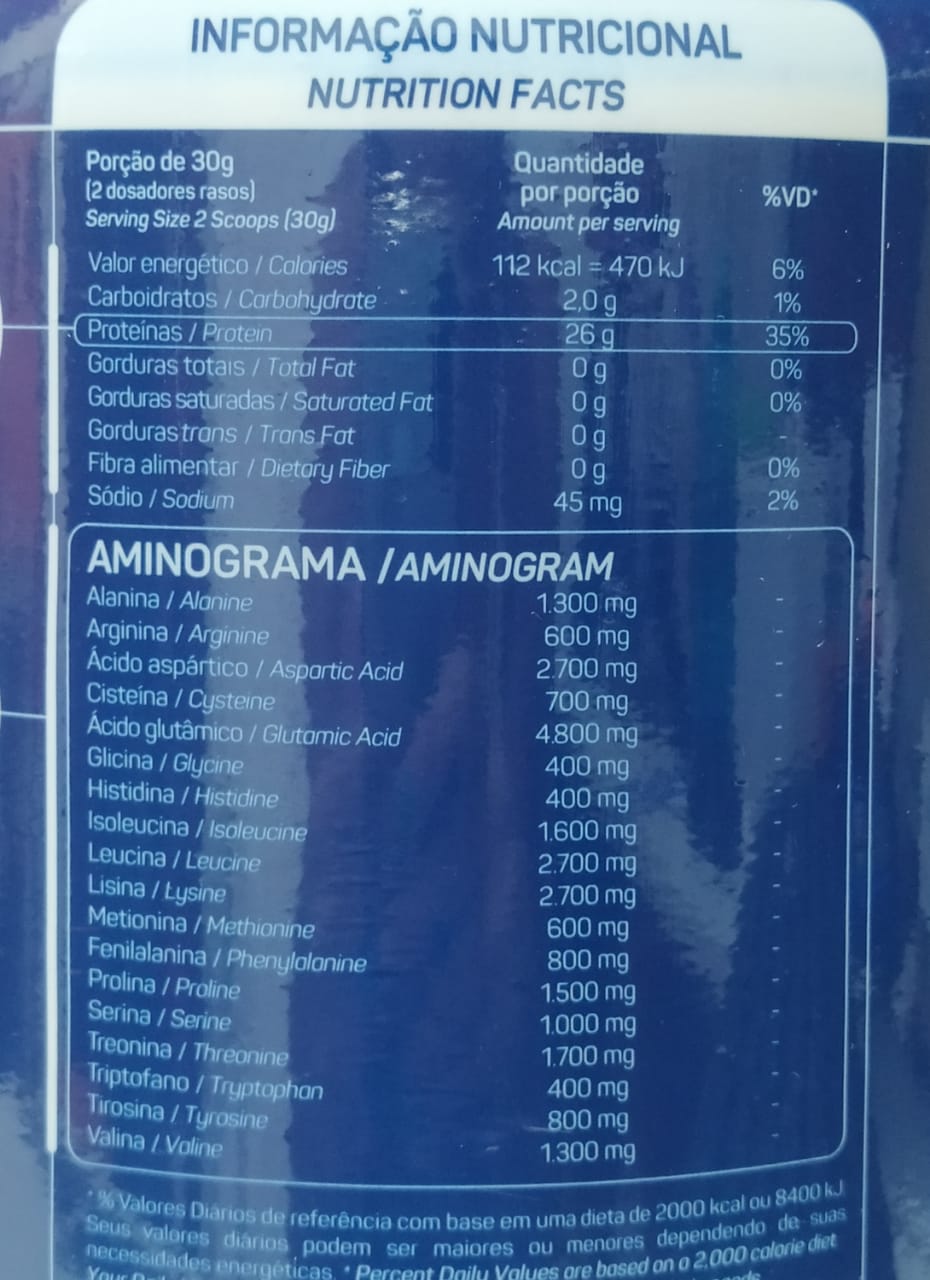 INFORMAÇÃO NUTRICIONAL
NUTRITION FACTS
Porção de 30g
(2 dosadores rasos)
Serving Size 2 Scoops (30g)
Quantidade
por porção
Amount per serving
%VD*
Valor energético / Calories 112 kcal = 470 kJ 6%
Carboidratos / Carbohydrate 2,0 g 1%
Proteínas / Protein 26 g 35%
Gorduras totais / Total Fat 0 g 0%
Gorduras saturadas / Saturated Fat 0 g 0%
Gorduras trans / Trans Fat 0 g -
Fibra alimentar / Dietary Fiber 0 g 0%
Sódio / Sodium 45 mg 2%
AMINOGRAMA / AMINOGRAM
Alanina / Alanine 1.300 mg -
Arginina / Arginine 600 mg -
Ácido aspártico / Aspartic Acid 2.700 mg -
Cisteína / Cysteine 700 mg -
Ácido glutâmico / Glutamic Acid 4.800 mg -
Glicina / Glycine 400 mg -
Histidina / Histidine 400 mg -
Isoleucina / Isoleucine 1.600 mg -
Leucina / Leucine 2.700 mg -
Lisina / Lysine 2.700 mg -
Metionina / Methionine 600 mg -
Fenilalanina / Phenylalanine 800 mg -
Prolina / Proline 1.500 mg -
Serina / Serine 1.000 mg -
Treonina / Threonine 1.700 mg -
Triptofano / Tryptophan 400 mg -
Tirosina / Tyrosine 800 mg -
Valina / Valine 1.300 mg -
* % Valores Diários de referência com base em uma dieta de 2000 kcal ou 8400 kJ
Seus valores diários podem ser maiores ou menores dependendo de suas
necessidades energéticas. * Percent Daily Values are based on a 2,000 calorie diet
Your